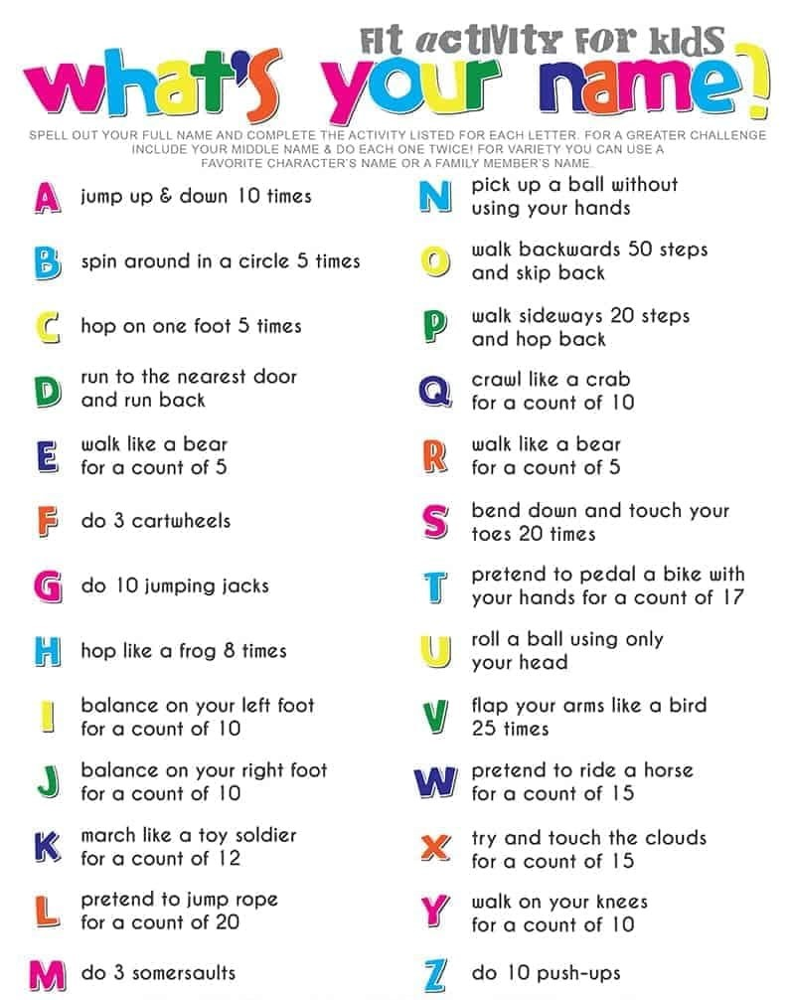 Fit activity for kids
what's your name?
SPELL OUT YOUR FULL NAME AND COMPLETE THE ACTIVITY LISTED FOR EACH LETTER. FOR A GREATER CHALLENGE
INCLUDE YOUR MIDDLE NAME & DO EACH ONE TWICE! FOR VARIETY YOU CAN USE A
FAVORITE CHARACTER'S NAME OR A FAMILY MEMBER'S NAME.
A jump up & down 10 times
B spin around in a circle 5 times
C hop on one foot 5 times
D run to the nearest door
and run back
E walk like a bear
for a count of 5
F do 3 cartwheels
G do 10 jumping jacks
H hop like a frog 8 times
I balance on your left foot
for a count of 10
J balance on your right foot
for a count of 10
K march like a toy soldier
for a count of 12
L pretend to jump rope
for a count of 20
M do 3 somersaults
N pick up a ball without
using your hands
O walk backwards 50 steps
and skip back
P walk sideways 20 steps
and hop back
Q crawl like a crab
for a count of 10
R walk like a bear
for a count of 5
S bend down and touch your
toes 20 times
T pretend to pedal a bike with
your hands for a count of 17
U roll a ball using only
your head
V flap your arms like a bird
25 times
W pretend to ride a horse
for a count of 15
X try and touch the clouds
for a count of 15
Y walk on your knees
for a count of 10
Z do 10 push-ups